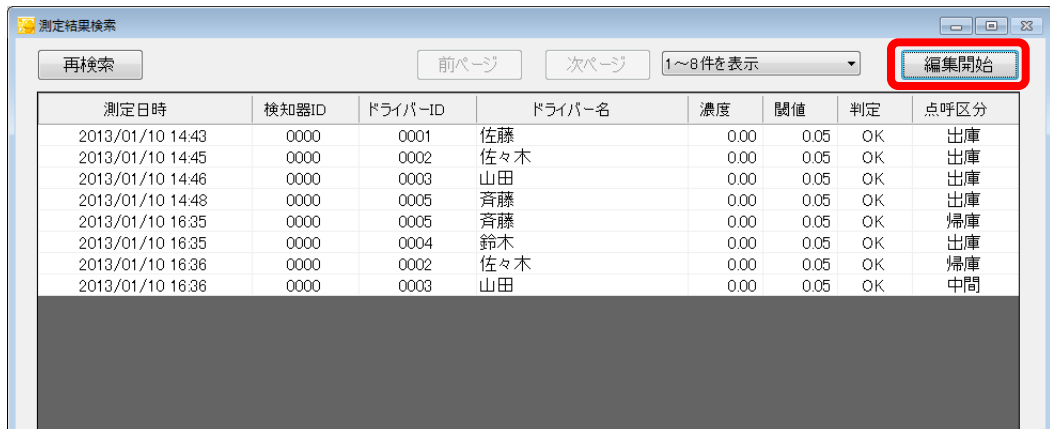 測定結果検索
再検索 前ページ 次ページ 1～8件を表示 編集開始
測定日時 検知器ID ドライバーID ドライバー名 濃度 閾値 判定 点呼区分
2013/01/10 14:43 0000 0001 佐藤 0.00 0.05 OK 出庫
2013/01/10 14:45 0000 0002 佐々木 0.00 0.05 OK 出庫
2013/01/10 14:46 0000 0003 山田 0.00 0.05 OK 出庫
2013/01/10 14:48 0000 0005 斉藤 0.00 0.05 OK 出庫
2013/01/10 16:35 0000 0005 斉藤 0.00 0.05 OK 帰庫
2013/01/10 16:35 0000 0004 鈴木 0.00 0.05 OK 出庫
2013/01/10 16:36 0000 0002 佐々木 0.00 0.05 OK 帰庫
2013/01/10 16:36 0000 0003 山田 0.00 0.05 OK 中間